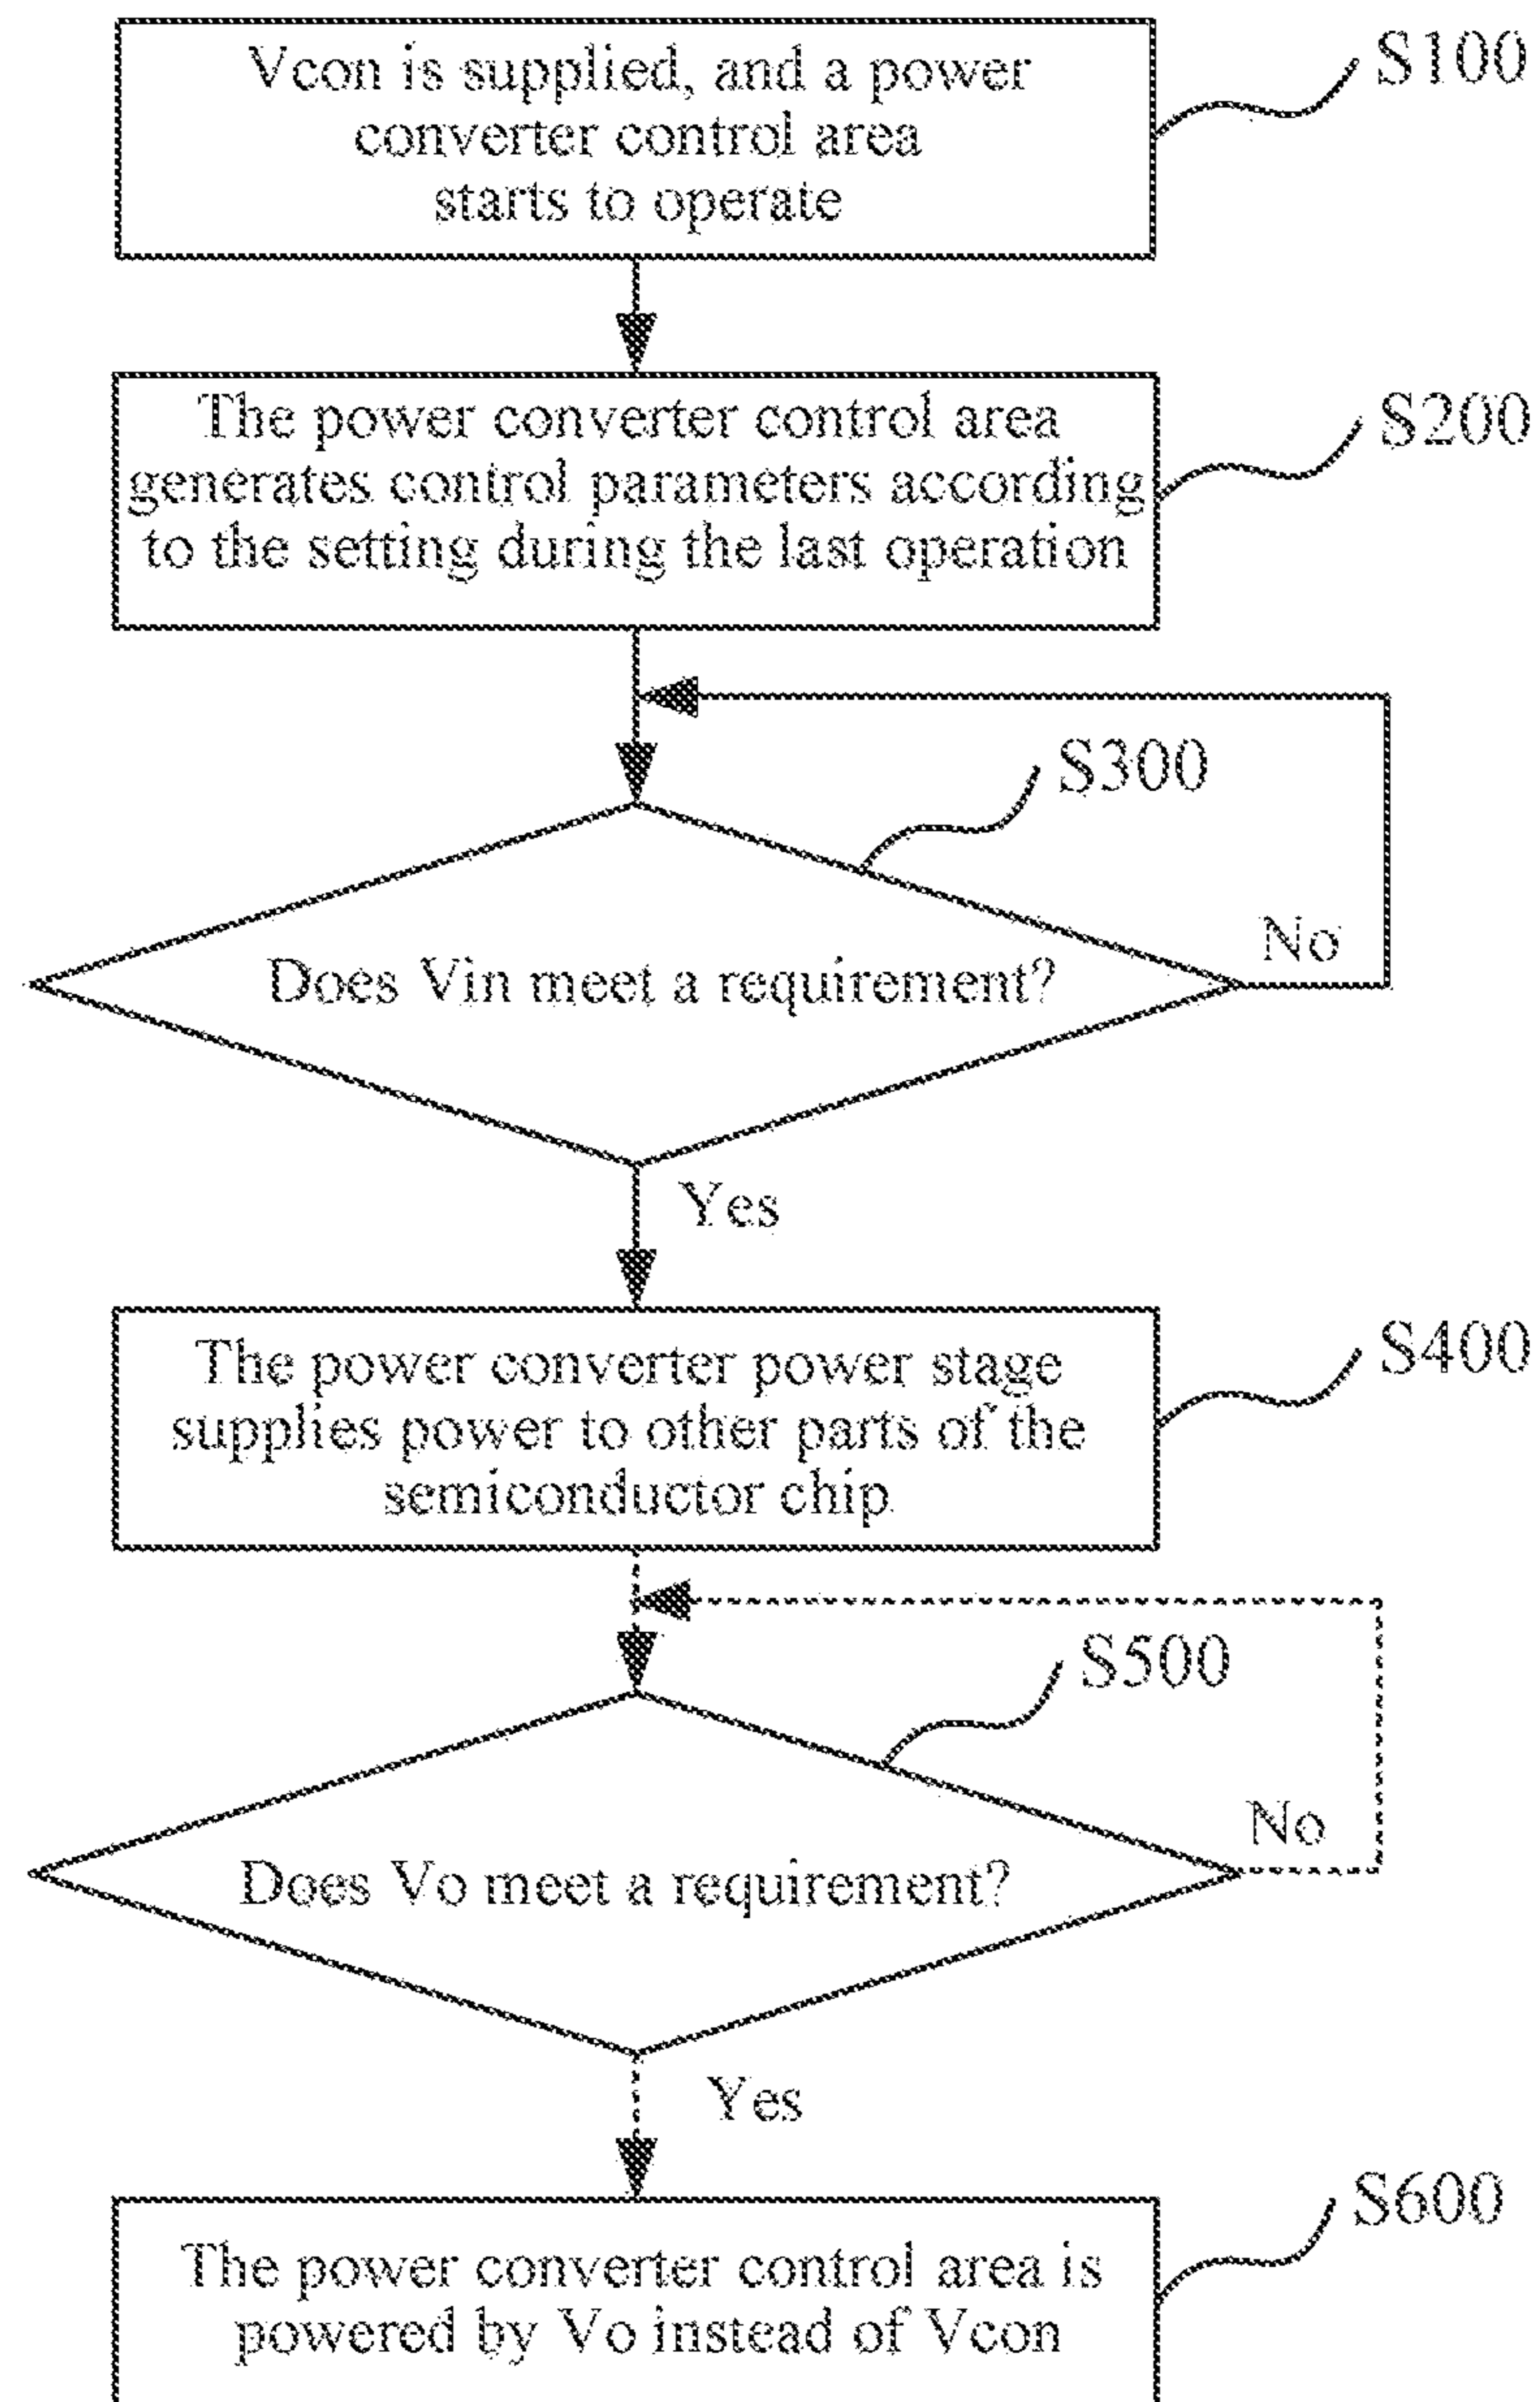 Vcon is supplied, and a power
converter control area
starts to operate
S100
The power converter control area
generates control parameters according
to the setting during the last operation
S200
S300
Does Vin meet a requirement?
No
Yes
The power converter power stage
supplies power to other parts of the
semiconductor chip
S400
S500
Does Vo meet a requirement?
No
Yes
The power converter control area is
powered by Vo instead of Vcon
S600